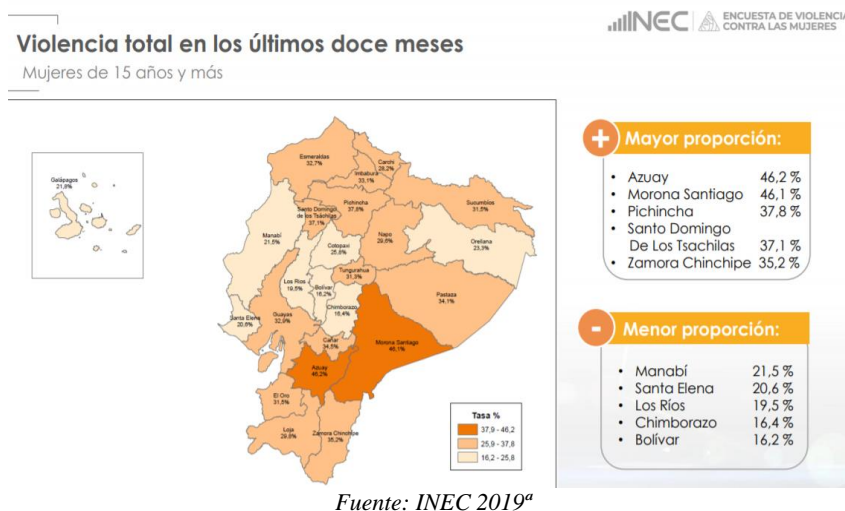 INEC
ENCUESTA DE VIOLENCIA
CONTRA LAS MUJERES
Violencia total en los últimos doce meses
Mujeres de 15 años y más
Galápagos
21,8%
Esmeraldas
32,7%
Carchi
26,2%
Imbabura
33,1%
Pichincha
37,8%
Sucumbíos
31,5%
Santo Domingo
de los Tsáchilas
37,1%
Manabí
21,5%
Napo
29,6%
Orellana
23,3%
Cotopaxi
25,8%
Tungurahua
31,3%
Los Ríos
19,5%
Bolívar
16,2%
Pastaza
34,1%
Chimborazo
16,4%
Santa Elena
20,6%
Guayas
32,9%
Cañar
34,5%
Morona Santiago
46,1%
Azuay
46,2%
El Oro
31,5%
Loja
29,8%
Zamora Chinchipe
35,2%
Tasa %
37,9 - 46,2
25,9 - 37,8
16,2 - 25,8
+ Mayor proporción:
• Azuay 46,2 %
• Morona Santiago 46,1 %
• Pichincha 37,8 %
• Santo Domingo
De Los Tsachilas 37,1 %
• Zamora Chinchipe 35,2 %
- Menor proporción:
• Manabí 21,5 %
• Santa Elena 20,6 %
• Los Ríos 19,5 %
• Chimborazo 16,4 %
• Bolívar 16,2 %
Fuente: INEC 2019ª